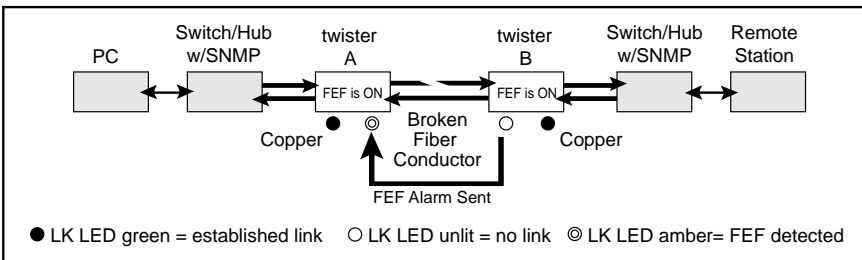 PC
Switch/Hub
w/SNMP
twister
A
twister
B
Switch/Hub
w/SNMP
Remote
Station
FEF is ON
FEF is ON
Copper
Broken
Fiber
Conductor
Copper
FEF Alarm Sent
LK LED green = established link
LK LED unlit = no link
LK LED amber= FEF detected